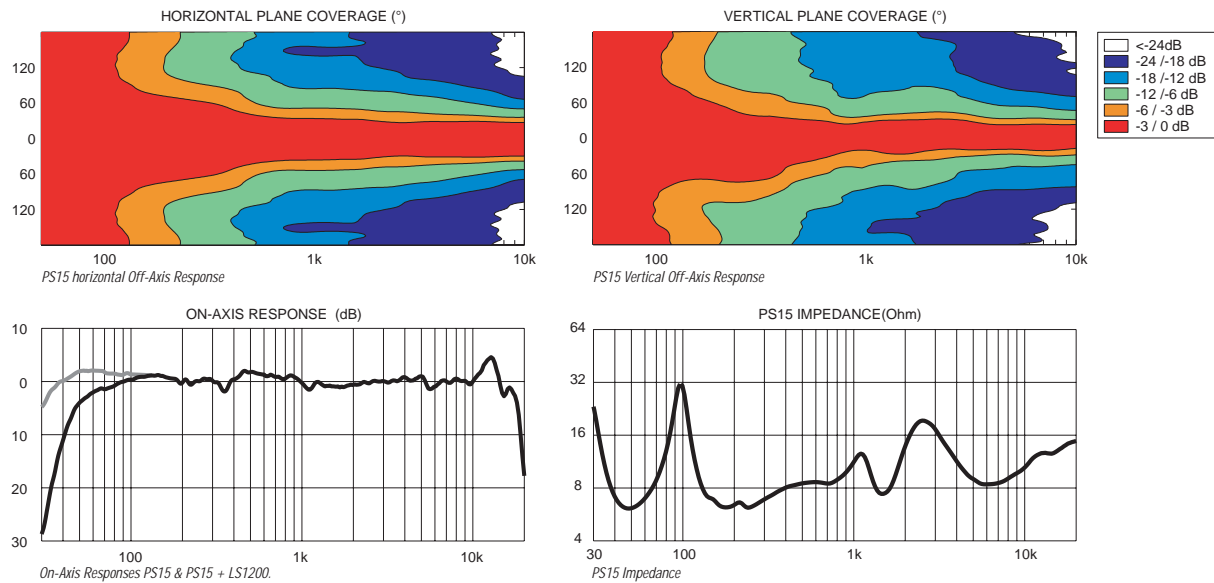 HORIZONTAL PLANE COVERAGE (°)
120
60
0
60
120
100
1k
10k
PS15 horizontal Off-Axis Response
VERTICAL PLANE COVERAGE (°)
120
60
0
60
120
100
1k
10k
PS15 Vertical Off-Axis Response
<-24dB
-24 /-18 dB
-18 /-12 dB
-12 /-6 dB
-6 / -3 dB
-3 / 0 dB
ON-AXIS RESPONSE (dB)
10
0
10
20
30
100
1k
10k
On-Axis Responses PS15 & PS15 + LS1200.
PS15 IMPEDANCE(Ohm)
64
32
16
8
4
30
100
1k
10k
PS15 Impedance